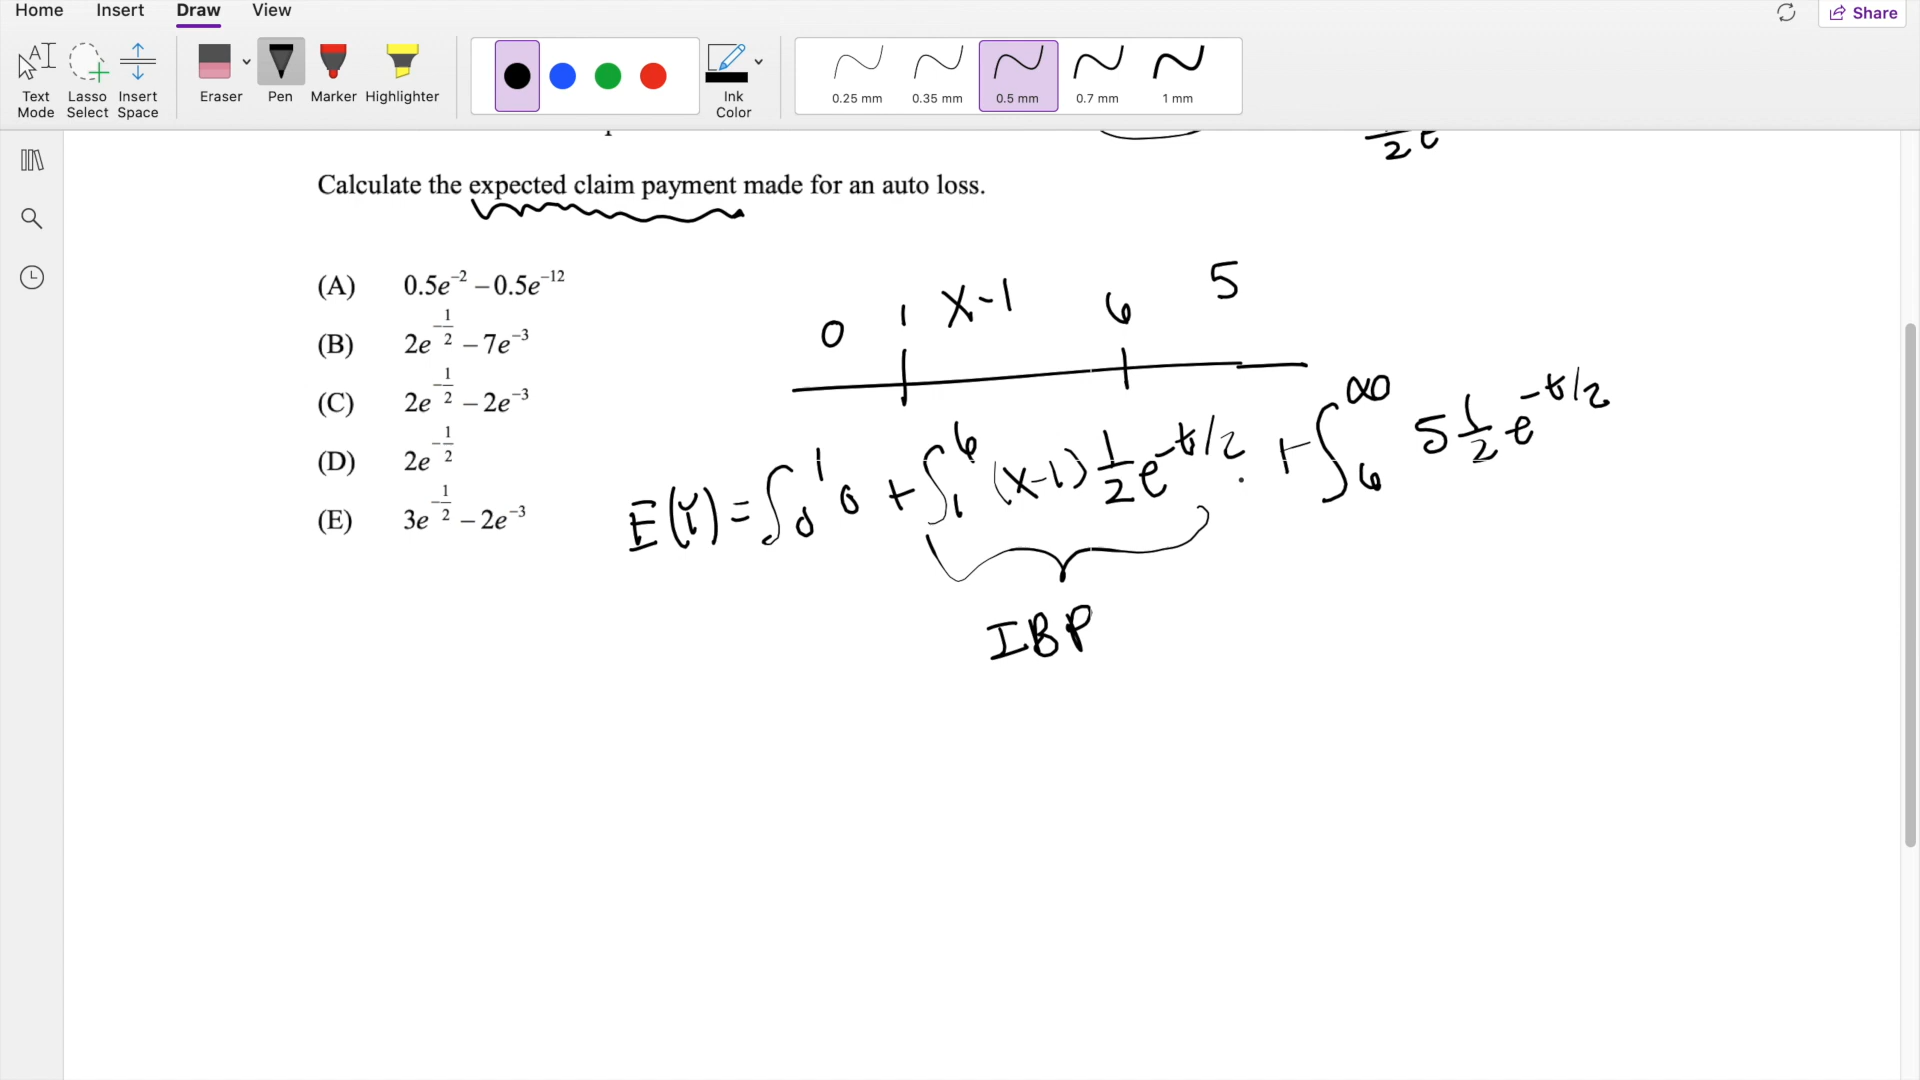 Home Insert Draw View Share
Text Mode Lasso Select Insert Space Eraser Pen Marker Highlighter Ink Color 0.25 mm 0.35 mm 0.5 mm 0.7 mm 1 mm
2 e
Calculate the expected claim payment made for an auto loss.
(A) 0.5e^{-2} – 0.5e^{-12}
(B) 2e^{-1/2} – 7e^{-3}
(C) 2e^{-1/2} – 2e^{-3}
(D) 2e^{-1/2}
(E) 3e^{-1/2} – 2e^{-3}
0 1 x-1 6 5
E(Y) = ∫_0^1 0 + ∫_1^6 (x-1) 1/2 e^{-x/2} + ∫_6^∞ 5 1/2 e^{-x/2}
IBP